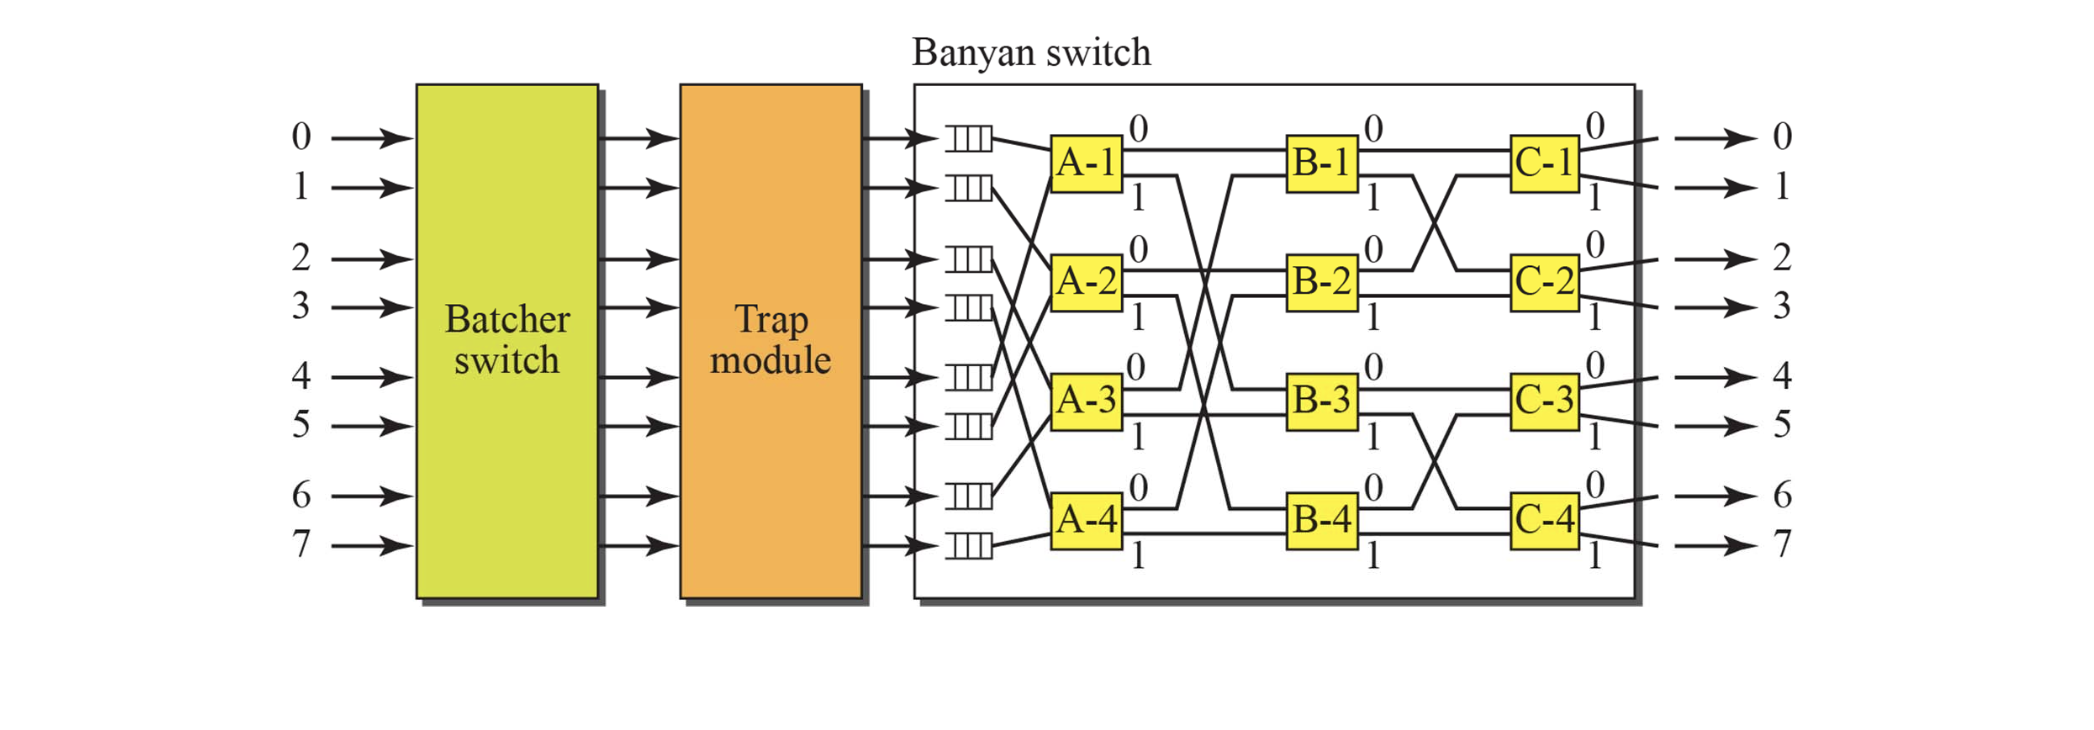 Banyan switch
0 0 0 0 0
A-1 B-1 C-1
1 1 1 1 1
2 0 0 0 2
A-2 B-2 C-2
3 1 1 1 3
Batcher
switch
Trap
module
4 0 0 0 4
A-3 B-3 C-3
5 1 1 1 5
6 0 0 0 6
A-4 B-4 C-4
7 1 1 1 7